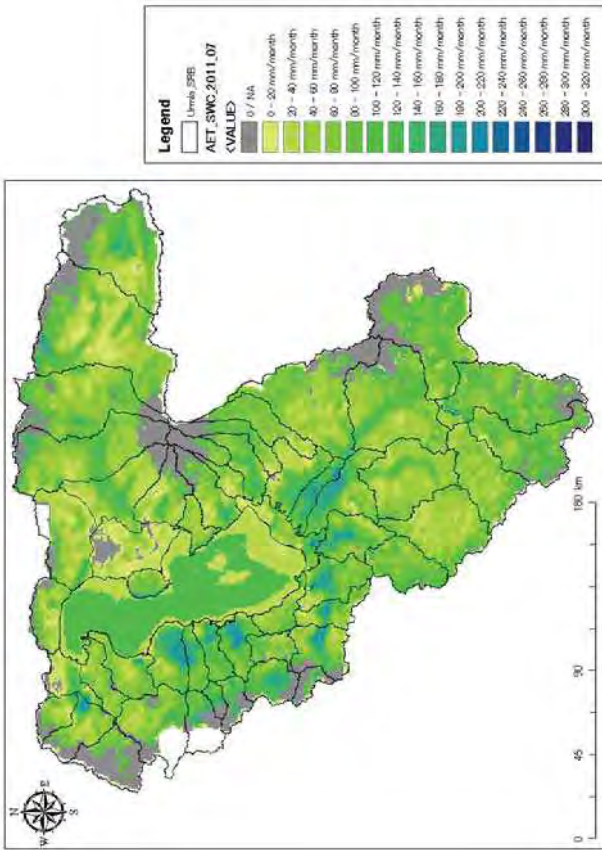 N
W E
S
Legend
Urmia_SRB
AET_SWC_2011_07
<VALUE>
0 / NA
0 - 20 mm/month
20 - 40 mm/month
40 - 60 mm/month
60 - 80 mm/month
80 - 100 mm/month
100 - 120 mm/month
120 - 140 mm/month
140 - 160 mm/month
160 - 180 mm/month
180 - 200 mm/month
200 - 220 mm/month
220 - 240 mm/month
240 - 260 mm/month
260 - 280 mm/month
280 - 300 mm/month
300 - 320 mm/month
0 45 90 180 km